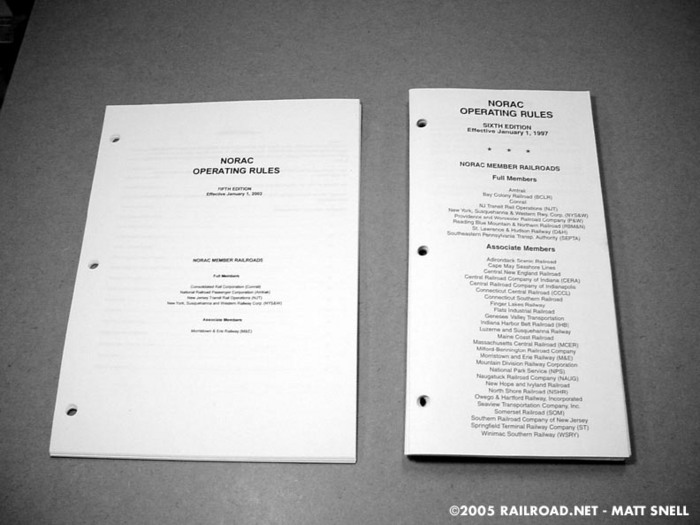 NORAC
OPERATING RULES
FIFTH EDITION
Effective January 1, 2003
NORAC MEMBER RAILROADS
Full Members
Consolidated Rail Corporation (Conrail)
National Railroad Passenger Corporation (Amtrak)
New Jersey Transit Rail Operations (NJT)
New York, Susquehanna and Western Railway Corp. (NYS&W)
Associate Members
Morristown & Erie Railway (M&E)
NORAC
OPERATING RULES
SIXTH EDITION
Effective January 1, 1997
* * *
NORAC MEMBER RAILROADS
Full Members
Amtrak
Bay Colony Railroad (BCLR)
Conrail
NJ Transit Rail Operations (NJT)
New York, Susquehanna & Western Rwy Corp. (NYS&W)
Providence and Worcester Railroad Company (P&W)
Reading Blue Mountain & Northern Railroad (RBM&N)
St. Lawrence & Hudson Railway (D&H)
Southeastern Pennsylvania Transp. Authority (SEPTA)
Associate Members
Adirondack Scenic Railroad
Cape May Seashore Lines
Central New England Railroad
Central Railroad Company of Indiana (CERA)
Central Railroad Company of Indianapolis
Connecticut Central Railroad (CCCL)
Connecticut Southern Railroad
Finger Lakes Railway
Flats Industrial Railroad
Genesee Valley Transportation
Indiana Harbor Belt Railroad (IHB)
Luzerne and Susquehanna Railway
Maine Coast Railroad
Massachusetts Central Railroad (MCER)
Milford-Bennington Railroad Company
Morristown and Erie Railway (M&E)
Mountain Division Railway Corporation
National Park Service (NPS)
Naugatuck Railroad Company (NAUG)
New Hope and Ivyland Railroad
North Shore Railroad (NSHR)
Owego & Hartford Railway, Incorporated
Seaview Transportation Company, Inc.
Somerset Railroad (SOM)
Southern Railroad Company of New Jersey
Springfield Terminal Railway Company (ST)
Winimac Southern Railway (WSRY)
©2005 RAILROAD.NET - MATT SNELL